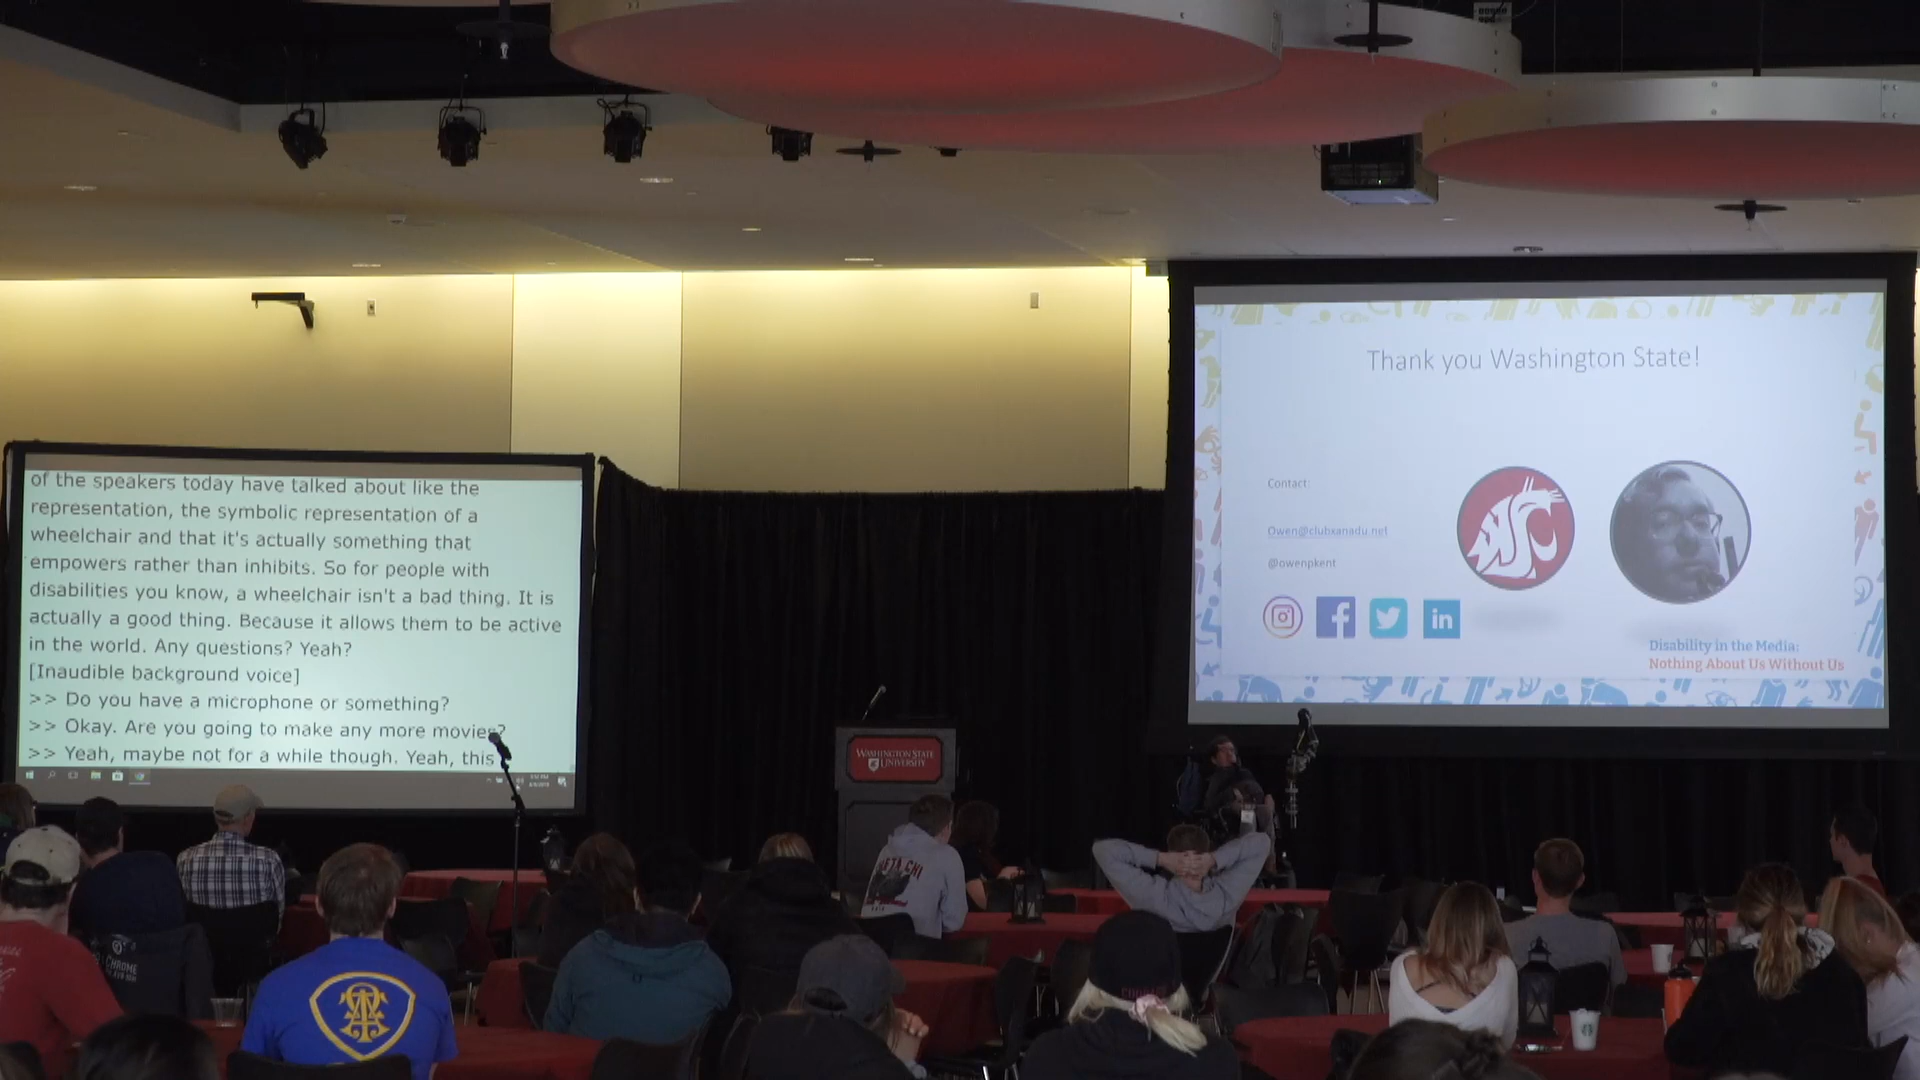 of the speakers today have talked about like the
representation, the symbolic representation of a
wheelchair and that it's actually something that
empowers rather than inhibits. So for people with
disabilities you know, a wheelchair isn't a bad thing. It is
actually a good thing. Because it allows them to be active
in the world. Any questions? Yeah?
[Inaudible background voice]
>> Do you have a microphone or something?
>> Okay. Are you going to make any more movies?
>> Yeah, maybe not for a while though. Yeah, this
Thank you Washington State!
Contact:
Owen@clubxanadu.net
@owenpkent
in
Disability in the Media:
Nothing About Us Without Us
WASHINGTON STATE
UNIVERSITY
CHI
CHROME